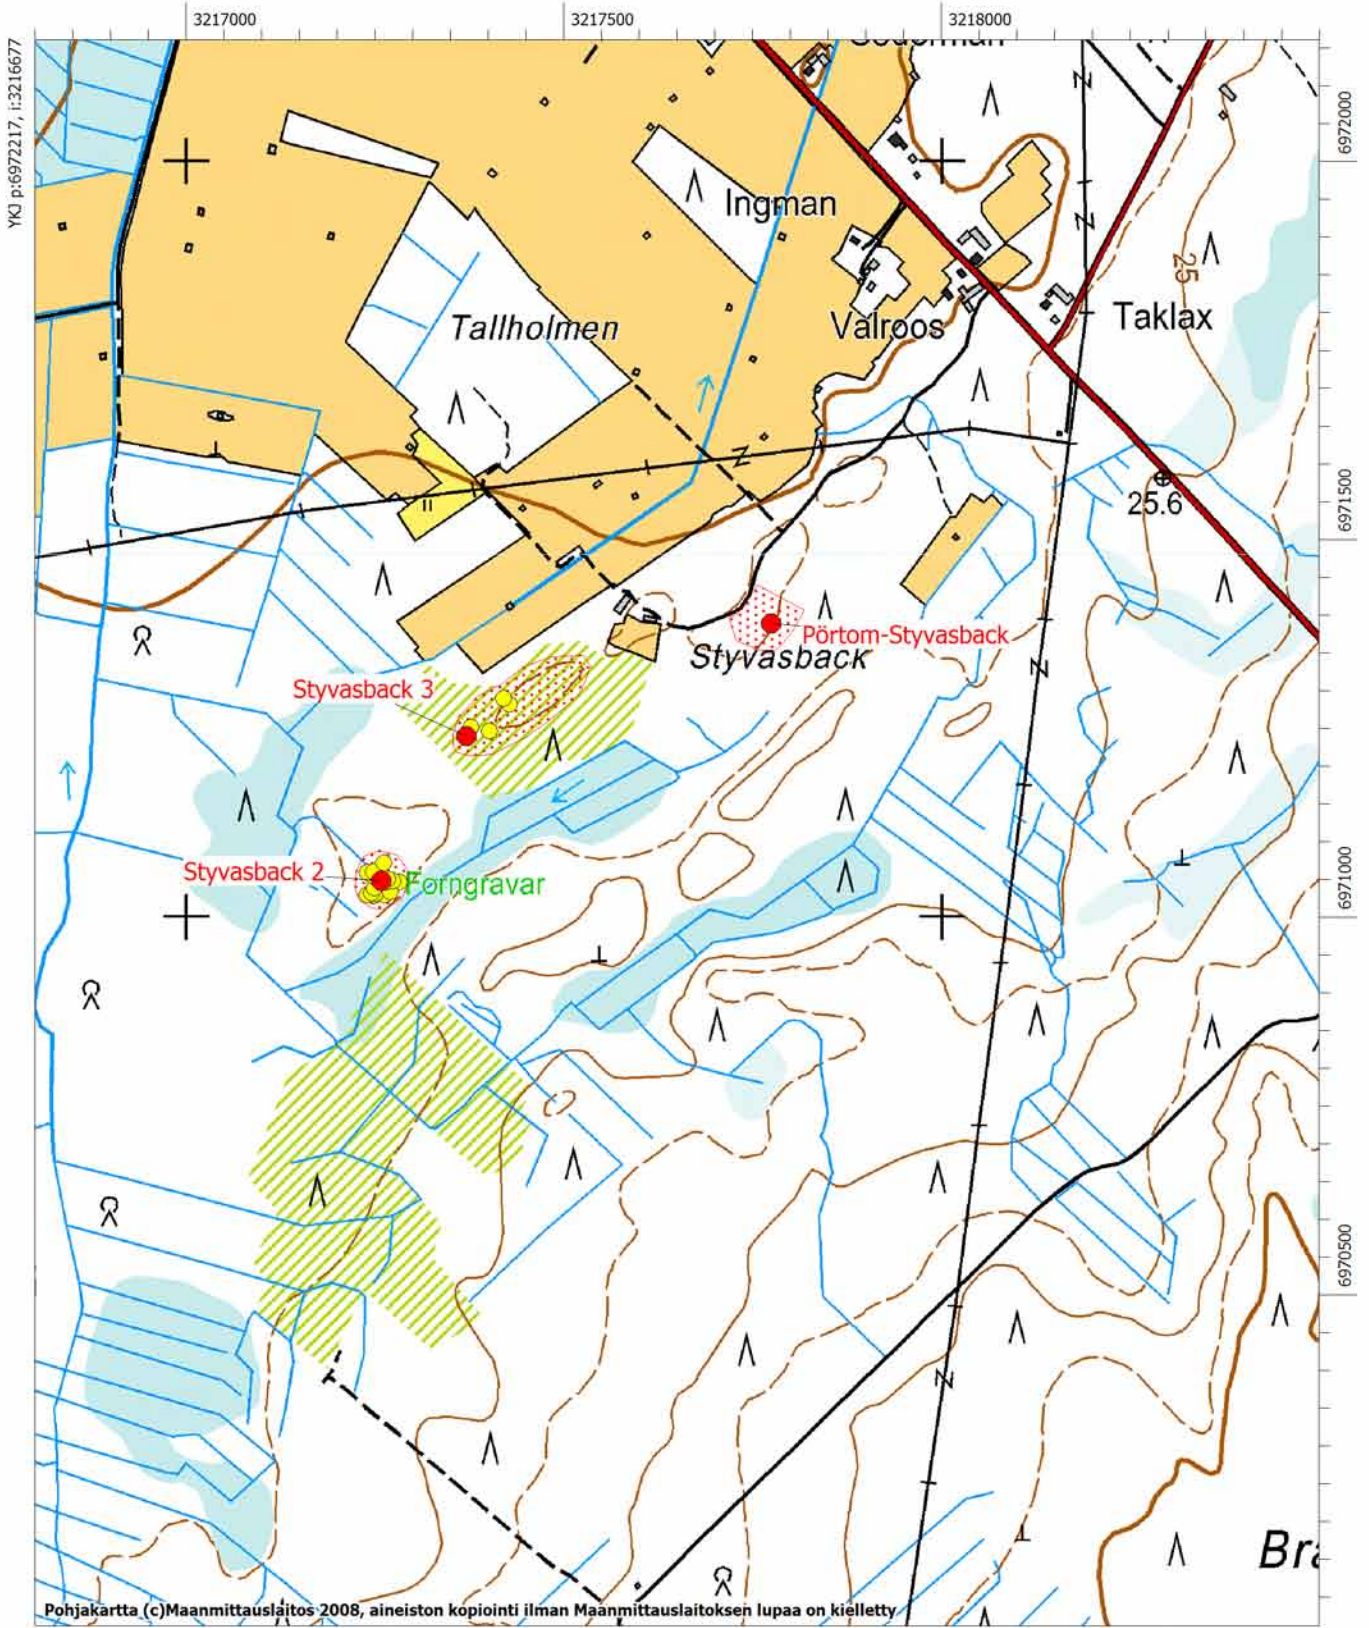 3217000
3217500
3218000
YKJ p:6972217, i:3216677
6972000
Ingman
25
Tallholmen
Valroos
Taklax
25.6
6971500
Pörtom-Styvasback
Styvasback
Styvasback 3
Styvasback 2
Forngravar
6971000
6970500
Pohjakartta (c)Maanmittauslaitos 2008, aineiston kopiointi ilman Maanmittauslaitoksen lupaa on kielletty